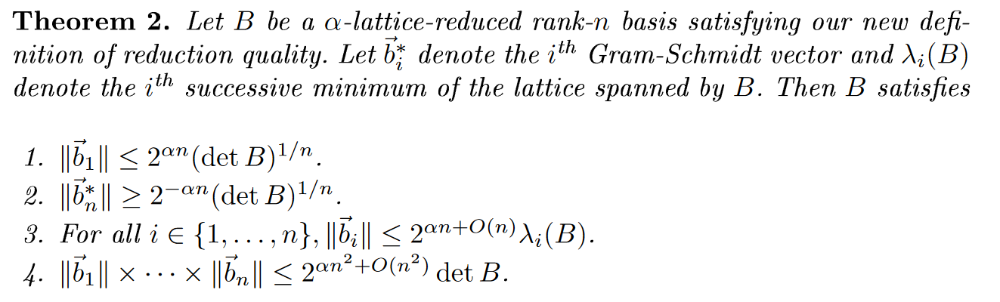 Theorem 2. Let B be a α-lattice-reduced rank-n basis satisfying our new defi-
nition of reduction quality. Let $\vec{b}_i^*$ denote the $i^{th}$ Gram-Schmidt vector and $\lambda_i(B)$
denote the $i^{th}$ successive minimum of the lattice spanned by B. Then B satisfies
1. $\|\vec{b}_1\| \leq 2^{\alpha n}(\det B)^{1/n}$.
2. $\|\vec{b}_n^*\| \geq 2^{-\alpha n}(\det B)^{1/n}$.
3. For all $i \in \{1, \ldots, n\}, \|\vec{b}_i\| \leq 2^{\alpha n+O(n)}\lambda_i(B)$.
4. $\|\vec{b}_1\| \times \cdots \times \|\vec{b}_n\| \leq 2^{\alpha n^2+O(n^2)} \det B$.